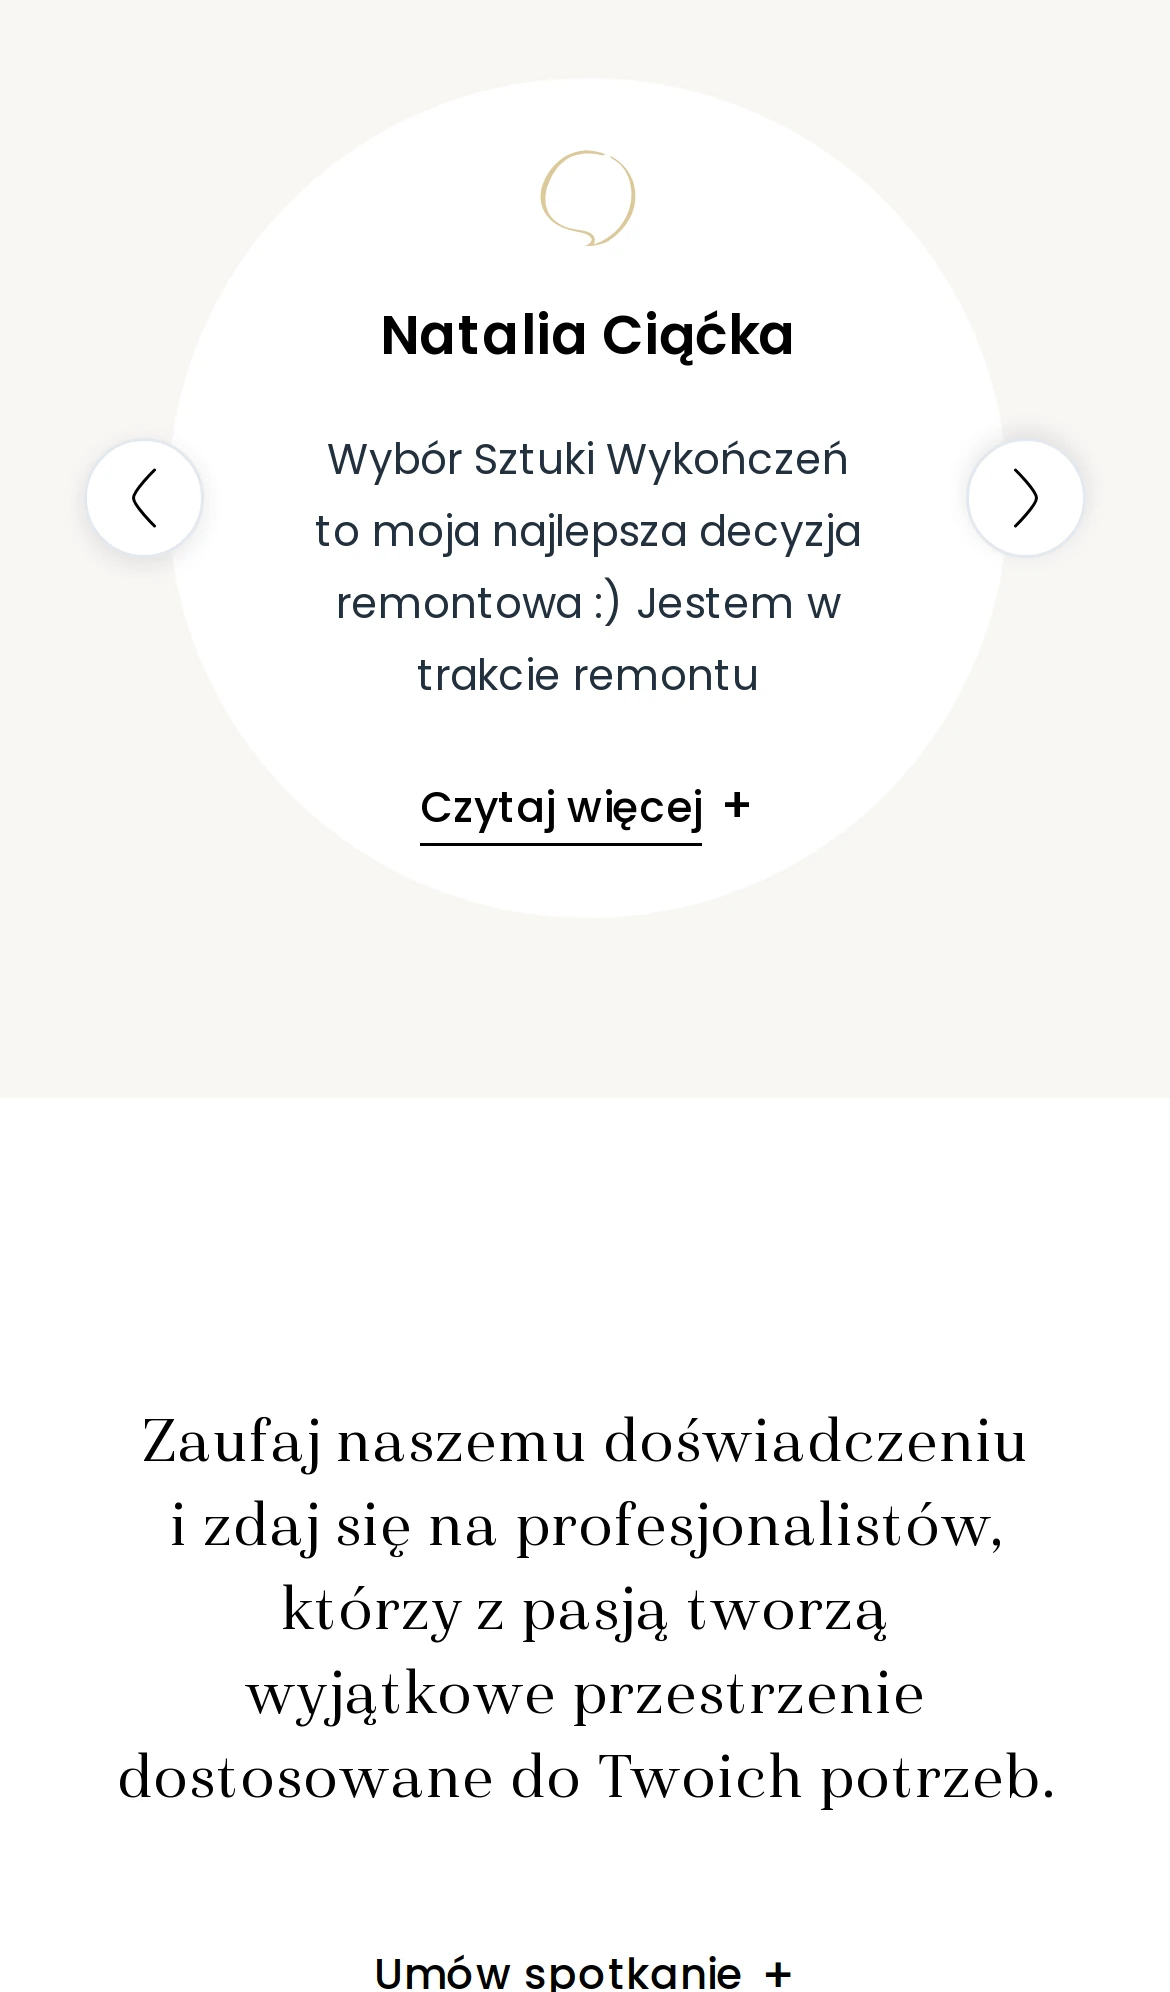 Natalia Ciąćka
Wybór Sztuki Wykończeń
to moja najlepsza decyzja
remontowa :) Jestem w
trakcie remontu
Czytaj więcej +
Zaufaj naszemu doświadczeniu
i zdaj się na profesjonalistów,
którzy z pasją tworzą
wyjątkowe przestrzenie
dostosowane do Twoich potrzeb.
Umów spotkanie +